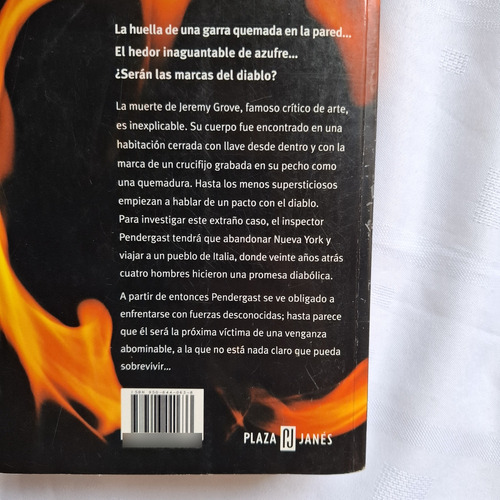 La huella de una garra quemada en la pared...
El hedor inaguantable de azufre...
¿Serán las marcas del diablo?
La muerte de Jeremy Grove, famoso crítico de arte,
es inexplicable. Su cuerpo fue encontrado en una
habitación cerrada con llave desde dentro y con la
marca de un crucifijo grabada en su pecho como
una quemadura. Hasta los menos supersticiosos
empiezan a hablar de un pacto con el diablo.
Para investigar este extraño caso, el inspector
Pendergast tendrá que abandonar Nueva York y
viajar a un pueblo de Italia, donde veinte años atrás
cuatro hombres hicieron una promesa diabólica.
A partir de entonces Pendergast se ve obligado a
enfrentarse con fuerzas desconocidas; hasta parece
que él será la próxima víctima de una venganza
abominable, a la que no está nada claro que pueda
sobrevivir...
PLAZA PJ JANÉS